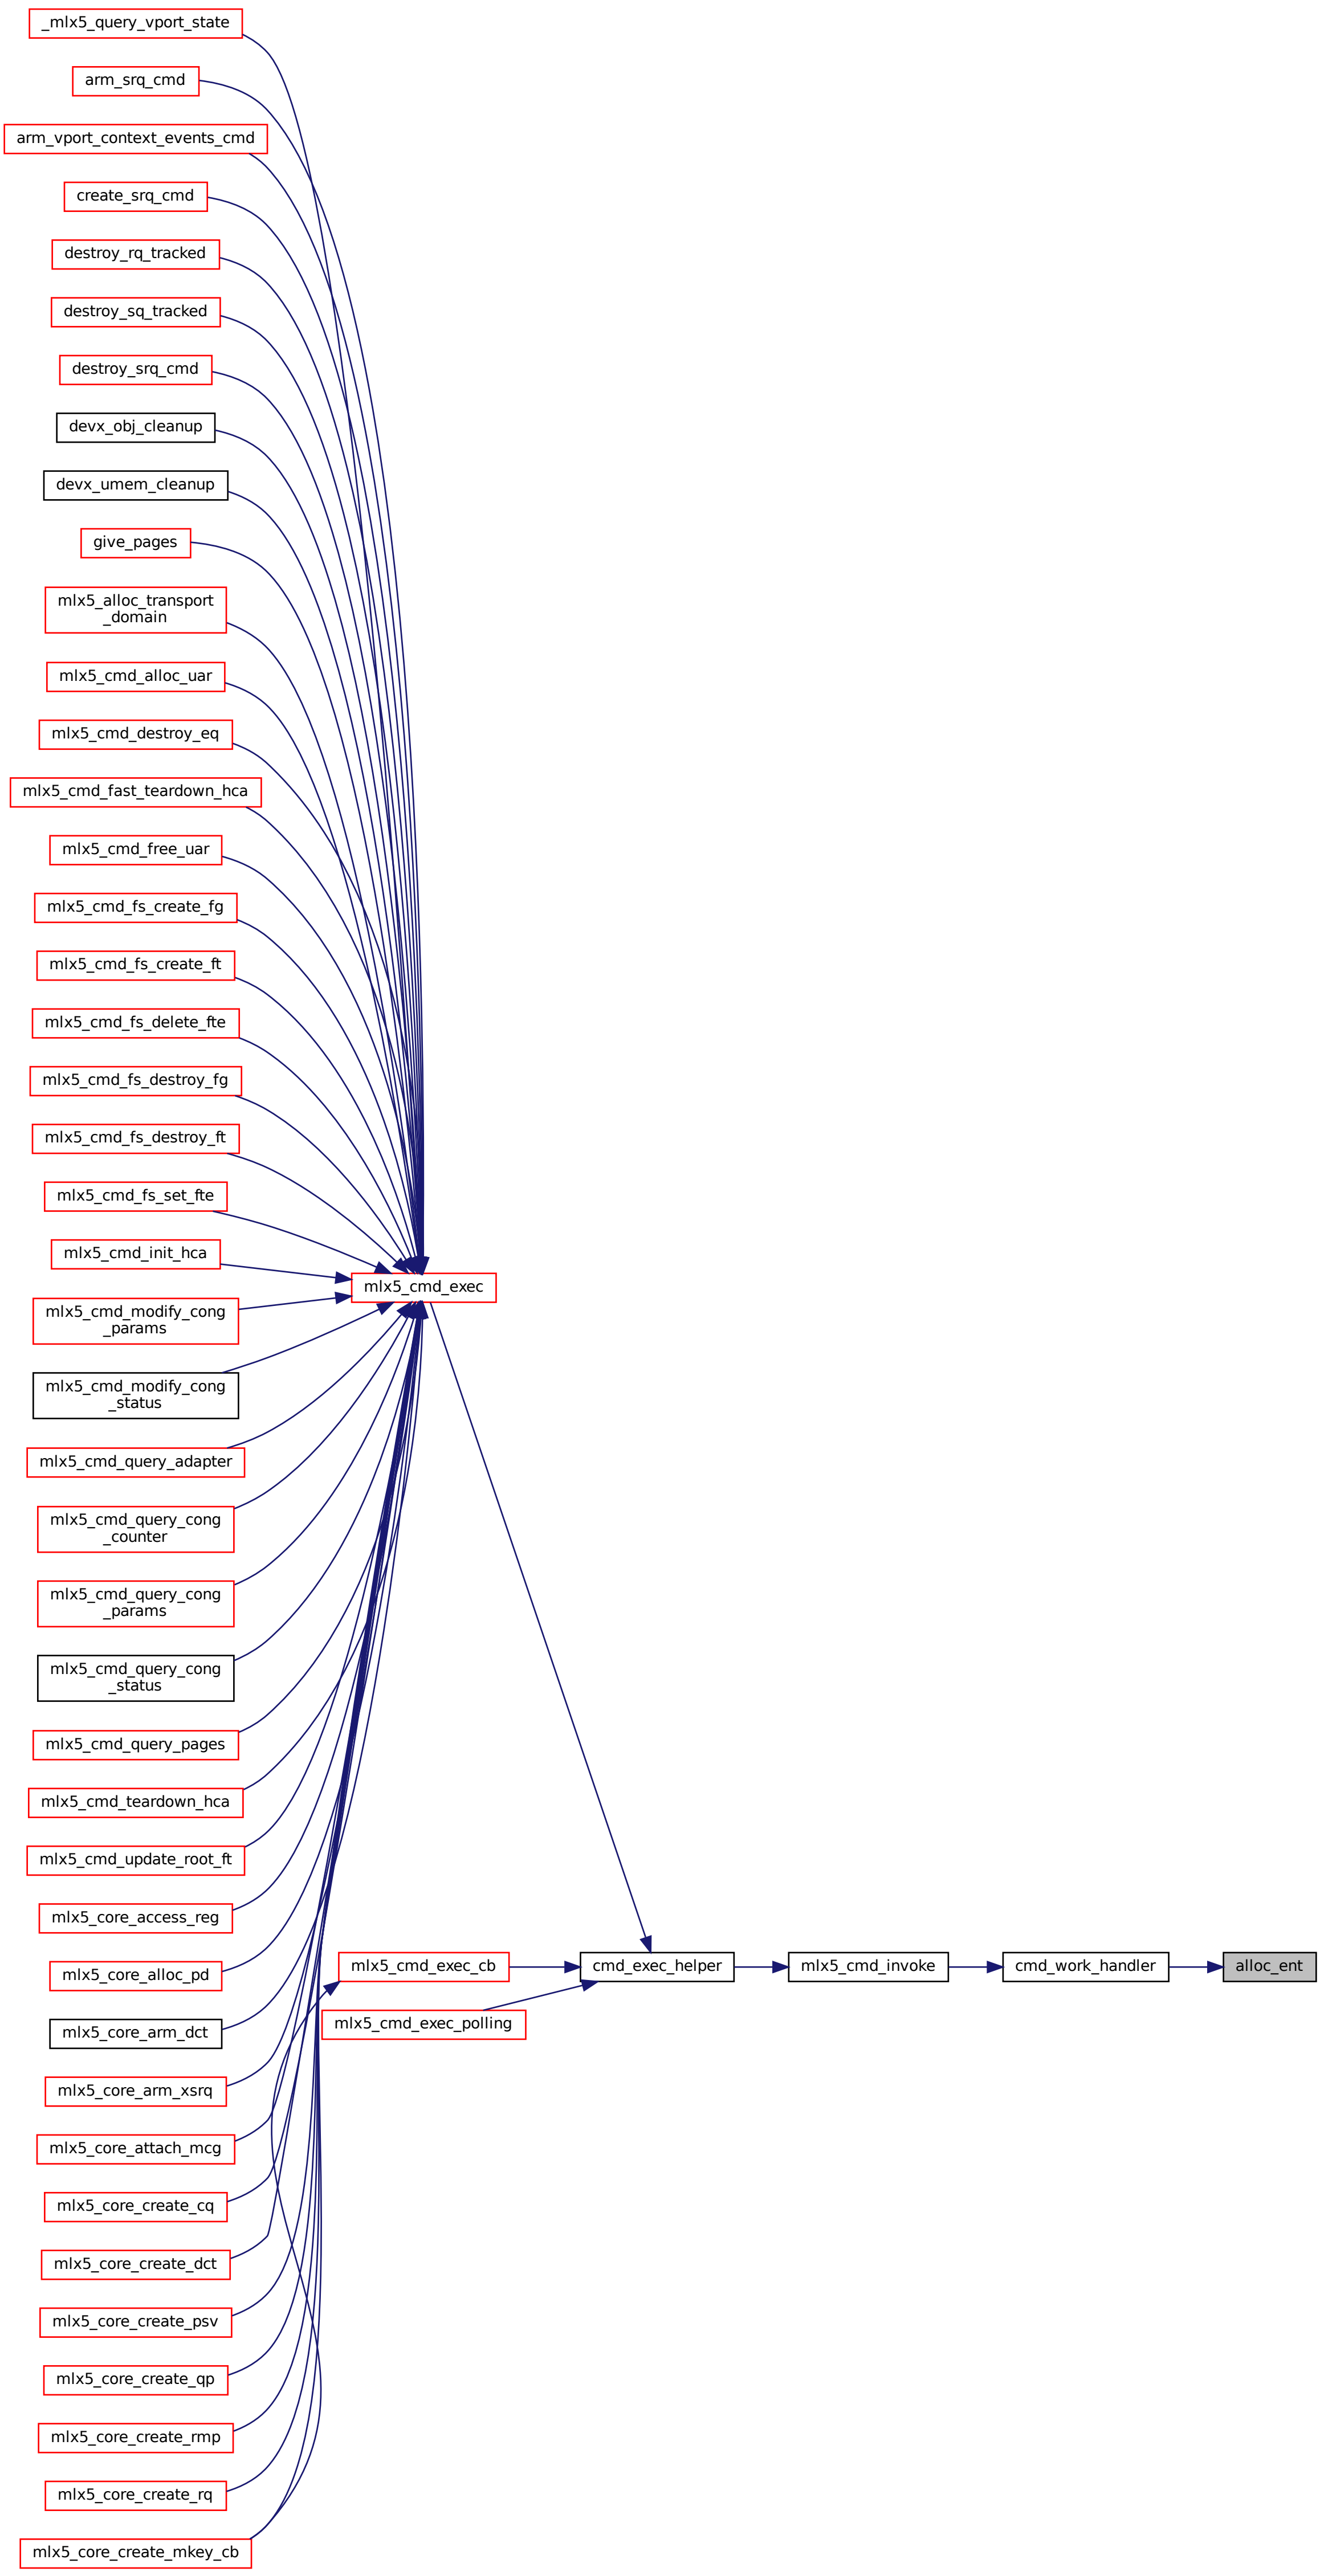 _mlx5_query_vport_state
arm_srq_cmd
arm_vport_context_events_cmd
create_srq_cmd
destroy_rq_tracked
destroy_sq_tracked
destroy_srq_cmd
devx_obj_cleanup
devx_umem_cleanup
give_pages
mlx5_alloc_transport
_domain
mlx5_cmd_alloc_uar
mlx5_cmd_destroy_eq
mlx5_cmd_fast_teardown_hca
mlx5_cmd_free_uar
mlx5_cmd_fs_create_fg
mlx5_cmd_fs_create_ft
mlx5_cmd_fs_delete_fte
mlx5_cmd_fs_destroy_fg
mlx5_cmd_fs_destroy_ft
mlx5_cmd_fs_set_fte
mlx5_cmd_init_hca
mlx5_cmd_exec
mlx5_cmd_modify_cong
_params
mlx5_cmd_modify_cong
_status
mlx5_cmd_query_adapter
mlx5_cmd_query_cong
_counter
mlx5_cmd_query_cong
_params
mlx5_cmd_query_cong
_status
mlx5_cmd_query_pages
mlx5_cmd_teardown_hca
mlx5_cmd_update_root_ft
mlx5_core_access_reg
mlx5_core_alloc_pd
mlx5_cmd_exec_cb
cmd_exec_helper
mlx5_cmd_invoke
cmd_work_handler
alloc_ent
mlx5_cmd_exec_polling
mlx5_core_arm_dct
mlx5_core_arm_xsrq
mlx5_core_attach_mcg
mlx5_core_create_cq
mlx5_core_create_dct
mlx5_core_create_psv
mlx5_core_create_qp
mlx5_core_create_rmp
mlx5_core_create_rq
mlx5_core_create_mkey_cb